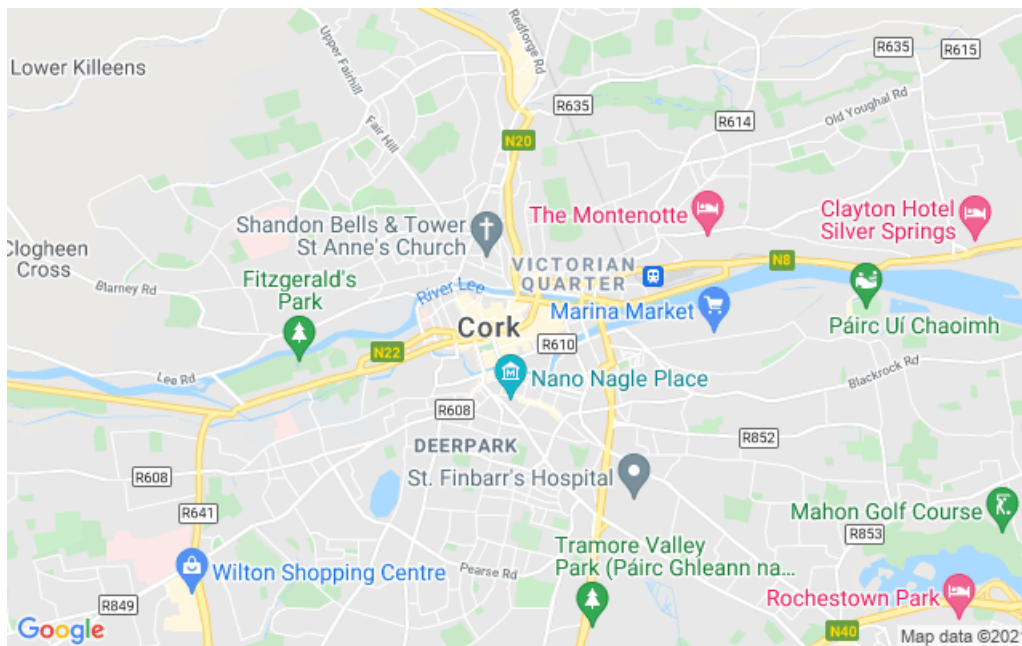 Redforge Rd
R635
R615
Lower Killeens
Upper Fairhill
R635
Old Youghal Rd
R614
Fair Hill
N20
The Montenotte
Clayton Hotel
Silver Springs
Shandon Bells & Tower
St Anne's Church
Clogheen
Cross
VICTORIAN
QUARTER
N8
Fitzgerald's
Park
Blarney Rd
River Lee
Marina Market
Páirc Uí Chaoimh
Cork
R610
N22
Lee Rd
Nano Nagle Place
Blackrock Rd
R608
R852
DEERPARK
St. Finbarr's Hospital
R608
R641
Mahon Golf Course
R853
Tramore Valley
Park (Páirc Ghleann na...
Wilton Shopping Centre
Pearse Rd
R849
Rochestown Park
N40
Google
Map data ©2021